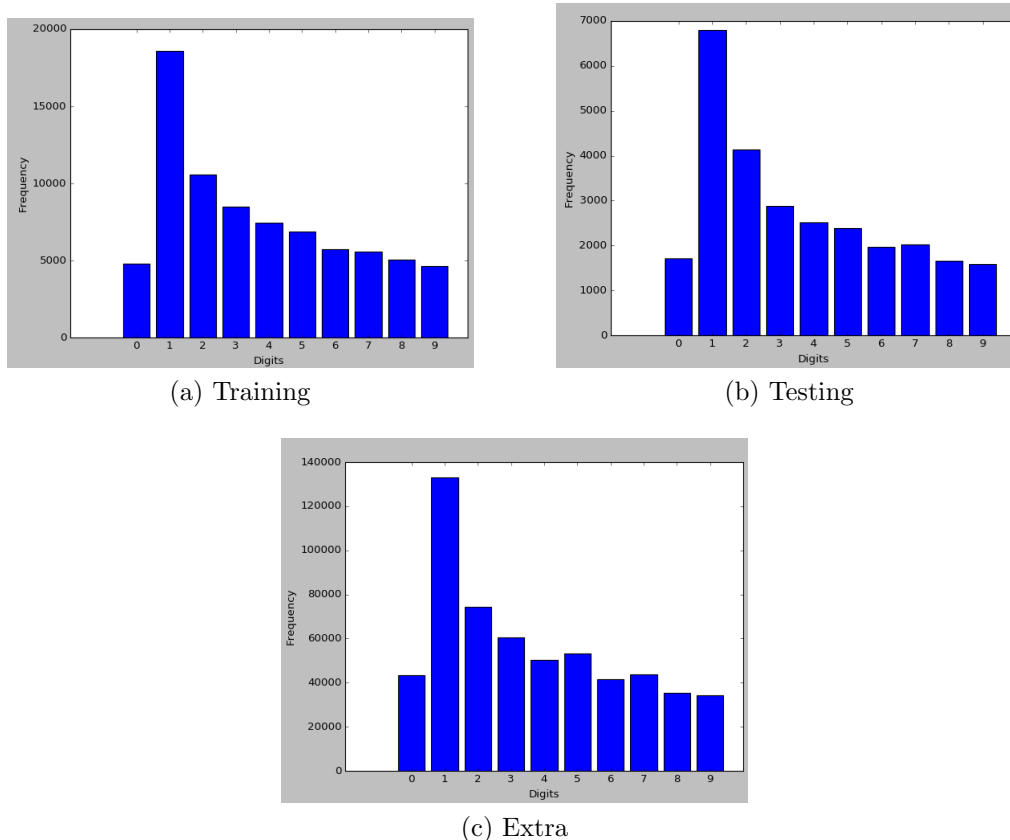 20000
15000
10000
5000
0
Frequency
0 1 2 3 4 5 6 7 8 9
Digits
(a) Training
7000
6000
5000
4000
3000
2000
1000
0
Frequency
0 1 2 3 4 5 6 7 8 9
Digits
(b) Testing
140000
120000
100000
80000
60000
40000
20000
0
Frequency
0 1 2 3 4 5 6 7 8 9
Digits
(c) Extra